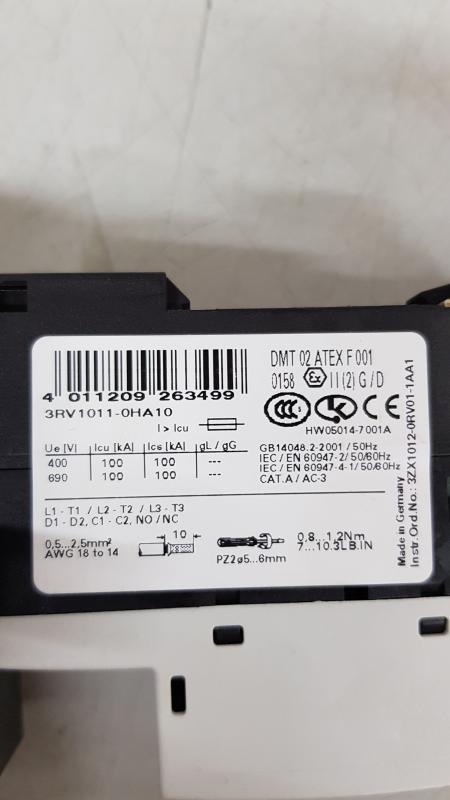 4 011209 263499
3RV1011-0HA10
I > Icu
Ue [V] Icu [kA] Ics [kA] gL / gG
400 100 100 ---
690 100 100 ---
L1 - T1 / L2 - T2 / L3 - T3
D1 - D2, C1 - C2, NO / NC
0,5...2,5mm²
AWG 18 to 14
10
PZ2ø5...6mm
0,8...1,2Nm
7...10.3LB.IN
DMT 02 ATEX F 001
0158 Ex II (2) G / D
CCC CE
HW05014-7001A
GB14048.2-2001 / 50Hz
IEC / EN 60947-2 / 50/60Hz
IEC / EN 60947-4-1 / 50/60Hz
CAT.A / AC-3
Made in Germany
Instr.Ord.No.: 3ZX1012-0RV01-1AA1